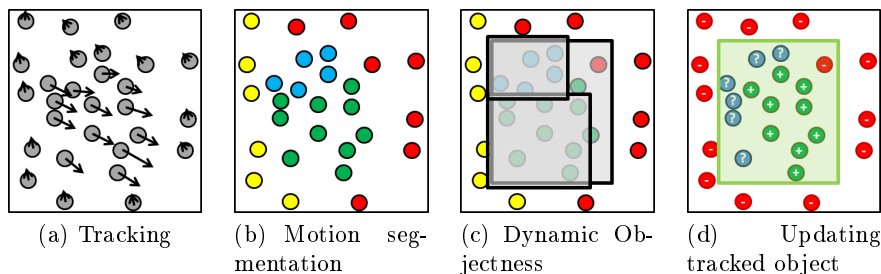 (a) Tracking
(b) Motion seg-
mentation
(c) Dynamic Ob-
jectness
(d) Updating
tracked object